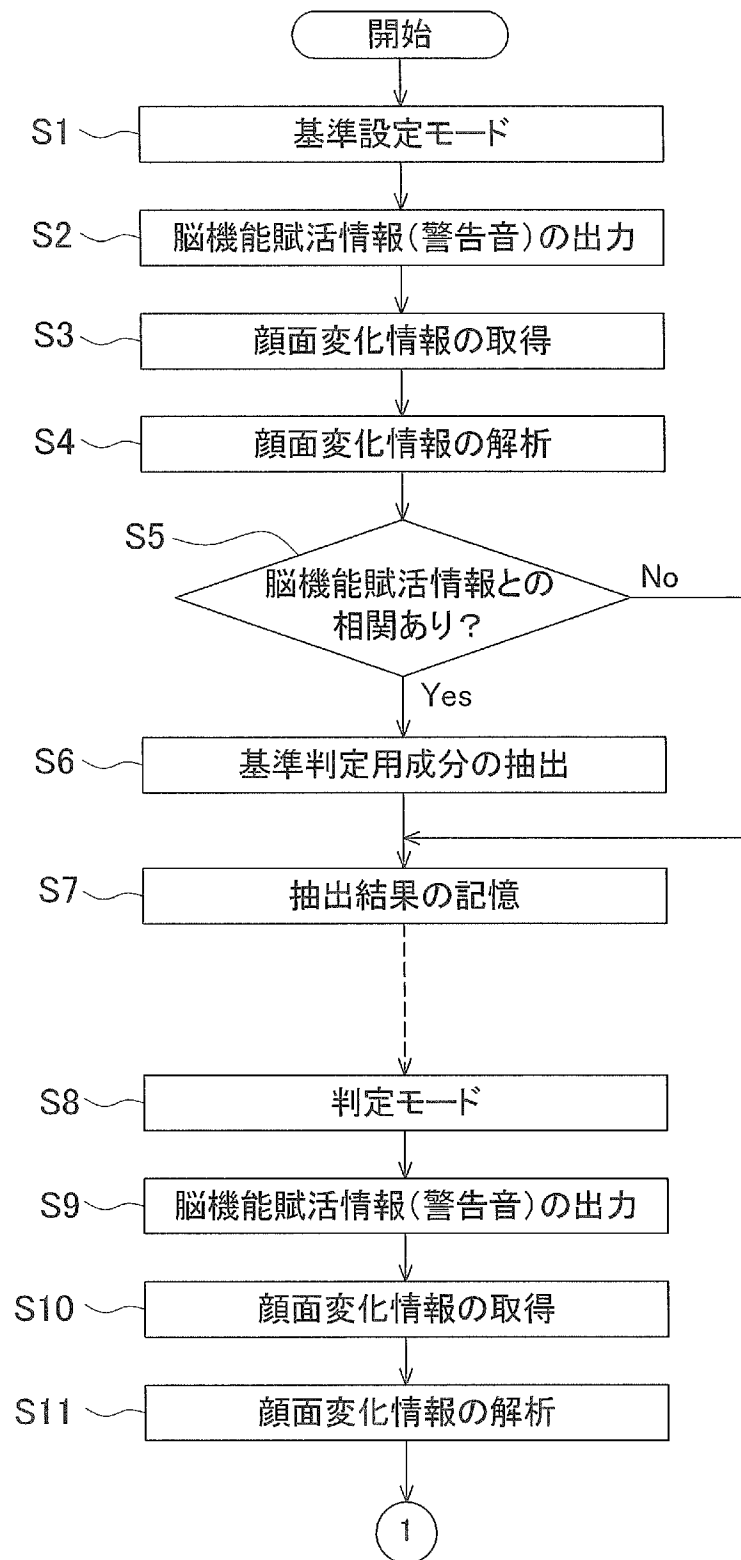 開始
S1 基準設定モード
S2 脳機能賦活情報(警告音)の出力
S3 顔面変化情報の取得
S4 顔面変化情報の解析
S5
脳機能賦活情報との
相関あり?
No
Yes
S6 基準判定用成分の抽出
S7 抽出結果の記憶
S8 判定モード
S9 脳機能賦活情報(警告音)の出力
S10 顔面変化情報の取得
S11 顔面変化情報の解析
1